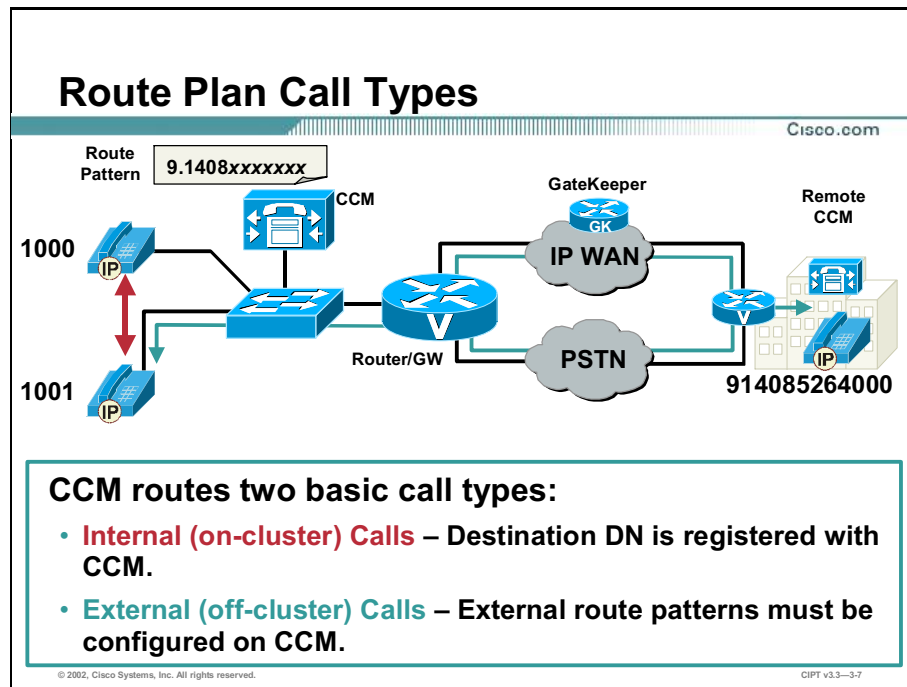 Route Plan Call Types
Cisco.com
Route
Pattern
9.1408xxxxxxx
CCM
GateKeeper
GK
Remote
CCM
1000
IP
IP WAN
V
V
Router/GW
PSTN
IP
1001
IP
914085264000
CCM routes two basic call types:
• Internal (on-cluster) Calls – Destination DN is registered with
CCM.
• External (off-cluster) Calls – External route patterns must be
configured on CCM.
© 2002, Cisco Systems, Inc. All rights reserved.
CIPT v3.3—3-7